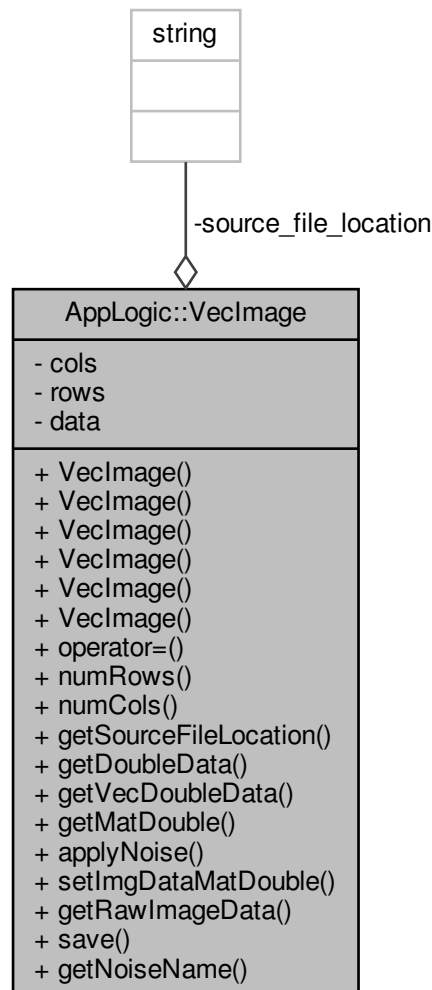 string
-source_file_location
AppLogic::VecImage
- cols
- rows
- data
+ VecImage()
+ VecImage()
+ VecImage()
+ VecImage()
+ VecImage()
+ VecImage()
+ operator=()
+ numRows()
+ numCols()
+ getSourceFileLocation()
+ getDoubleData()
+ getVecDoubleData()
+ getMatDouble()
+ applyNoise()
+ setImgDataMatDouble()
+ getRawImageData()
+ save()
+ getNoiseName()